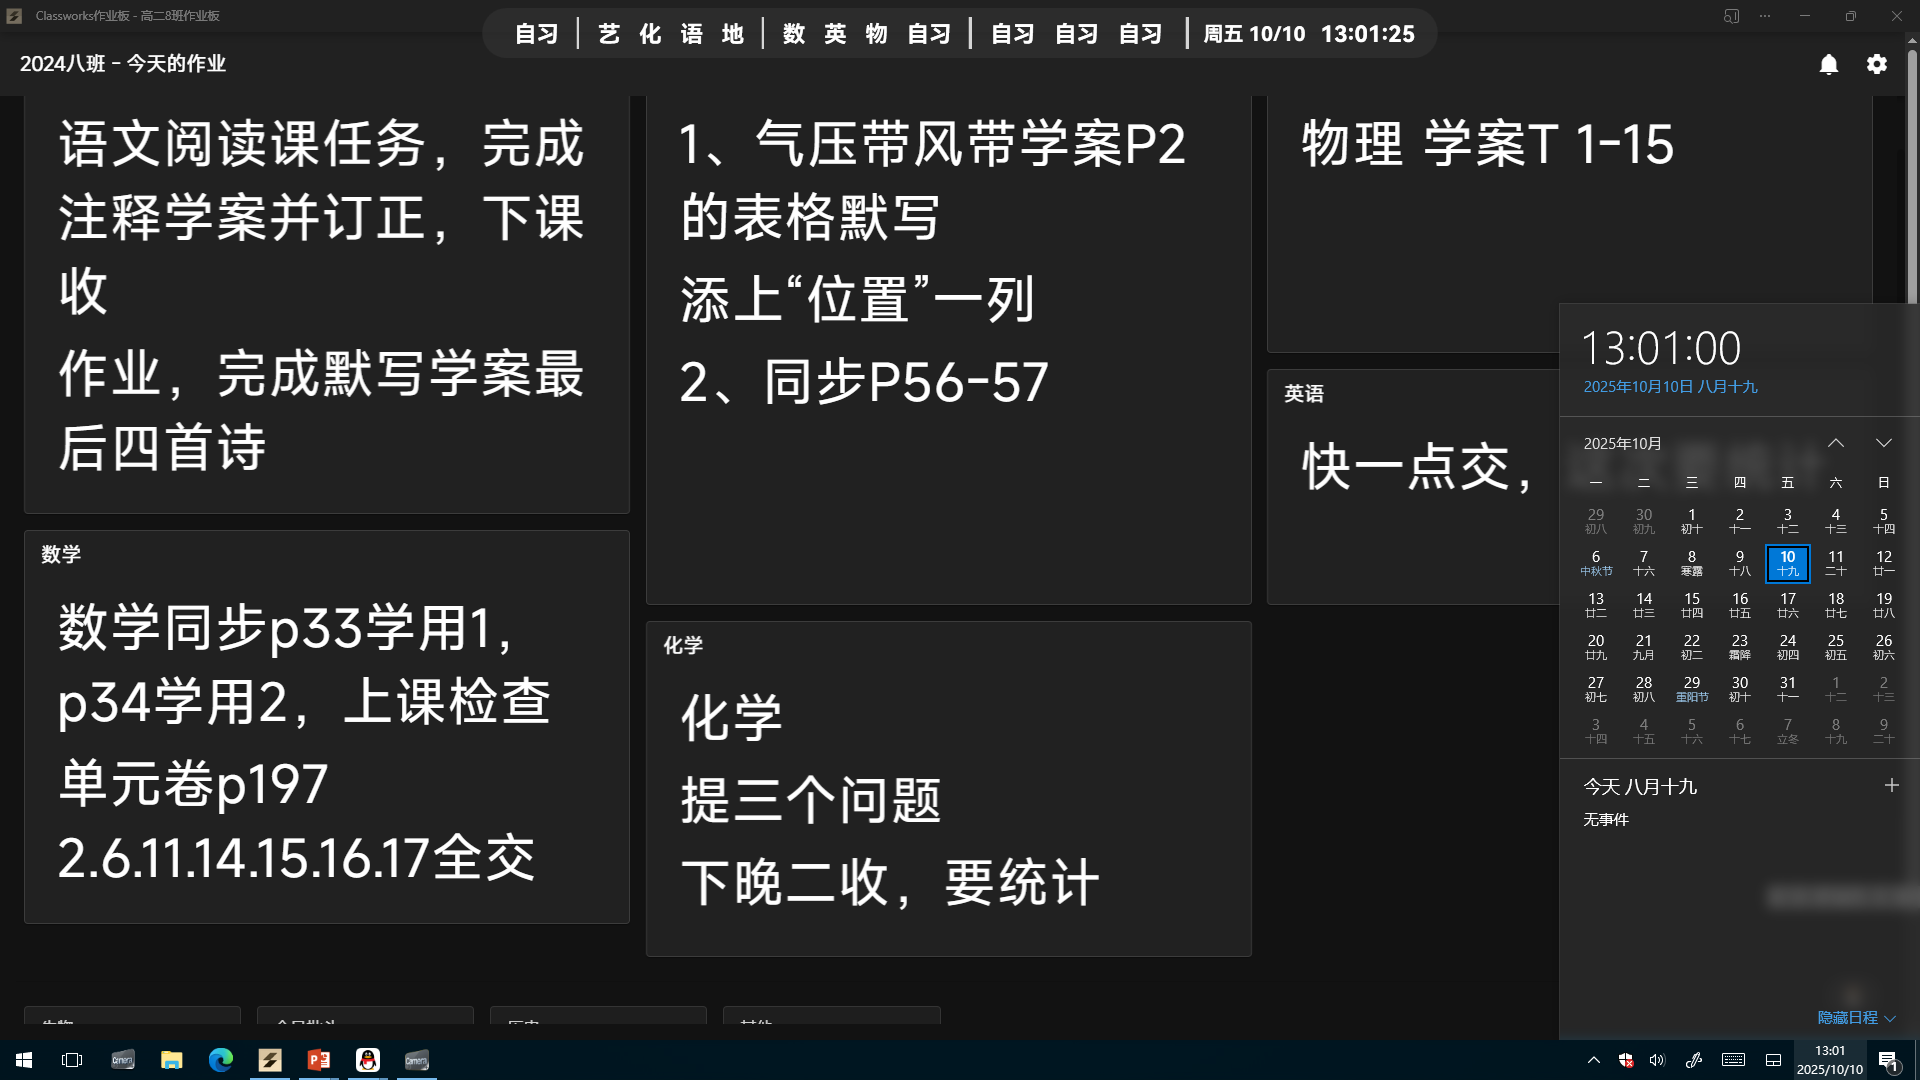 Classworks作业板 - 高二8班作业板
自习 | 艺 化 语 地 | 数 英 物 自习 | 自习 自习 自习 | 周五 10/10 13:01:25
2024八班 - 今天的作业
语文阅读课任务，完成
注释学案并订正，下课
收
作业，完成默写学案最
后四首诗
数学
数学同步p33学用1，
p34学用2，上课检查
单元卷p197
2.6.11.14.15.16.17全交
1、气压带风带学案P2
的表格默写
添上“位置”一列
2、同步P56-57
化学
化学
提三个问题
下晚二收，要统计
物理 学案T 1-15
英语
快一点交，
13:01:00
2025年10月10日 八月十九
2025年10月
一 二 三 四 五 六 日
29 30 1 2 3 4 5
初八 初九 初十 十一 十二 十三 十四
6 7 8 9 10 11 12
中秋节 十六 寒露 十八 十九 二十 廿一
13 14 15 16 17 18 19
廿二 廿三 廿四 廿五 廿六 廿七 廿八
20 21 22 23 24 25 26
廿九 九月 初二 霜降 初四 初五 初六
27 28 29 30 31 1 2
初七 初八 重阳节 初十 十一 十二 十三
3 4 5 6 7 8 9
十四 十五 十六 十七 立冬 十九 二十
今天 八月十九
无事件
隐藏日程
Camera
Camera
13:01
2025/10/10
1